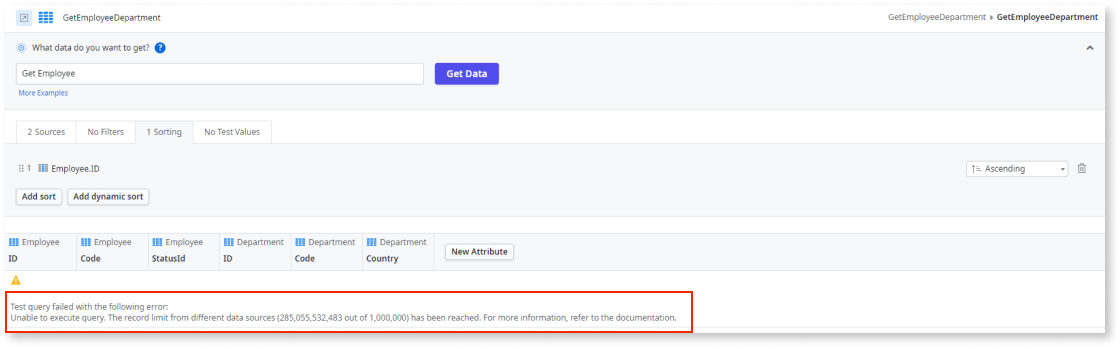 GetEmployeeDepartment
GetEmployeeDepartment GetEmployeeDepartment
What data do you want to get? ?
Get Employee
Get Data
More Examples
2 Sources No Filters 1 Sorting No Test Values
1 Employee.ID Ascending
Add sort Add dynamic sort
Employee Employee Employee Department Department Department
ID Code StatusId ID Code Country
New Attribute
Test query failed with the following error:
Unable to execute query. The record limit from different data sources (285,055,532,483 out of 1,000,000) has been reached. For more information, refer to the documentation.